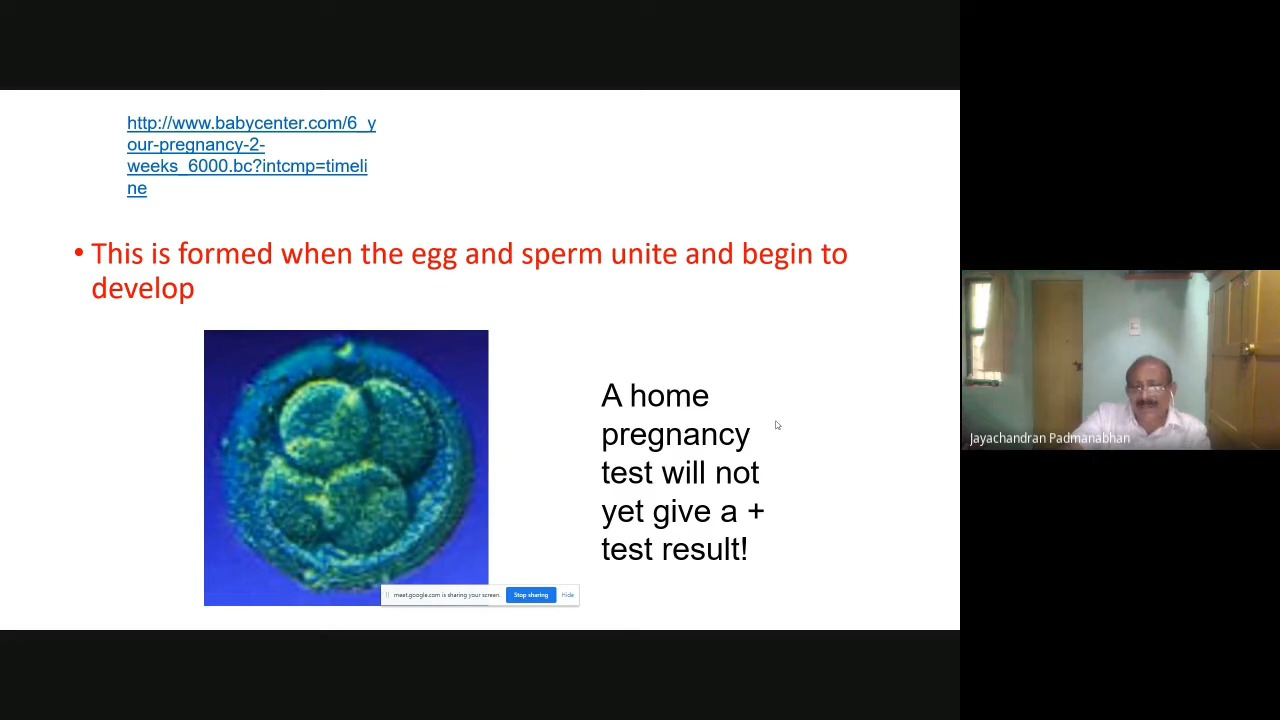 http://www.babycenter.com/6_y
our-pregnancy-2-
weeks_6000.bc?intcmp=timeli
ne
• This is formed when the egg and sperm unite and begin to
develop
A home
pregnancy
test will not
yet give a +
test result!
meet.google.com is sharing your screen. Stop sharing Hide
Jayachandran Padmanabhan